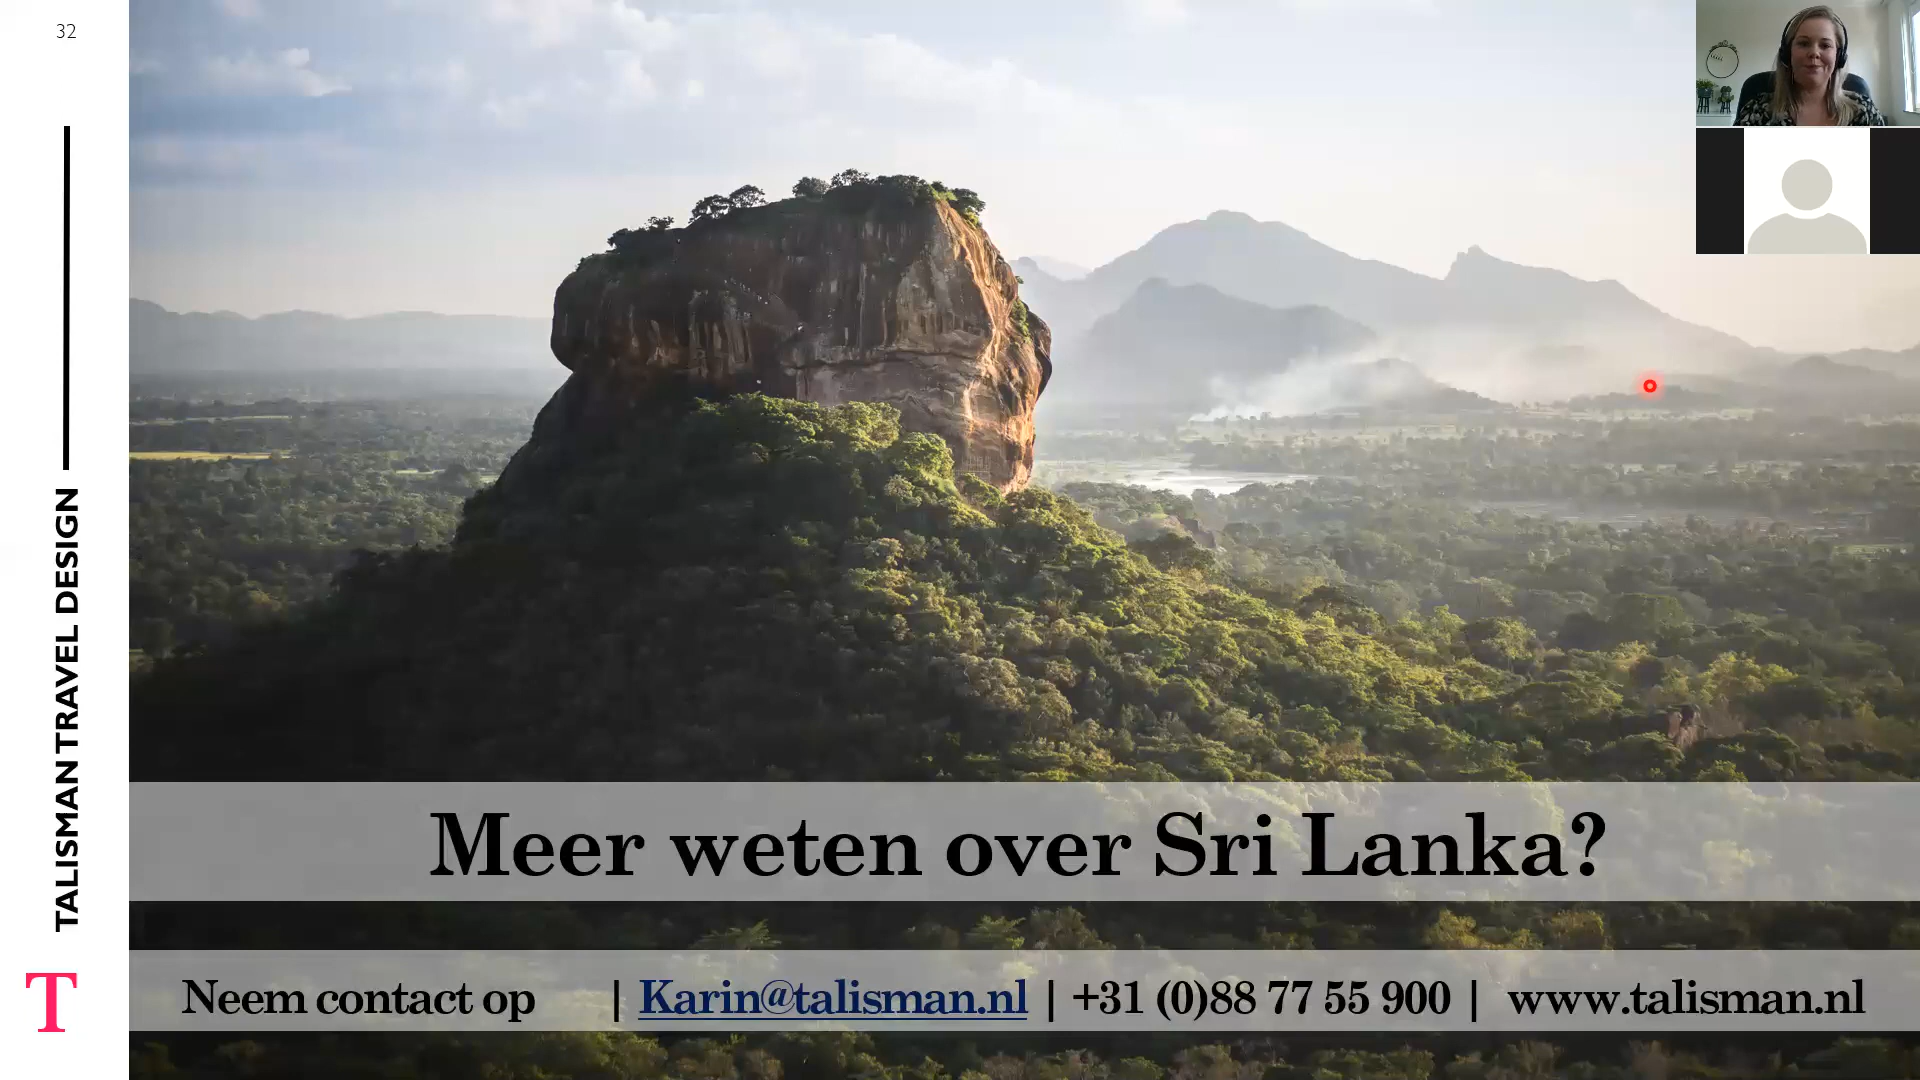 32
TALISMAN TRAVEL DESIGN
T
Meer weten over Sri Lanka?
Neem contact op | Karin@talisman.nl | +31 (0)88 77 55 900 | www.talisman.nl